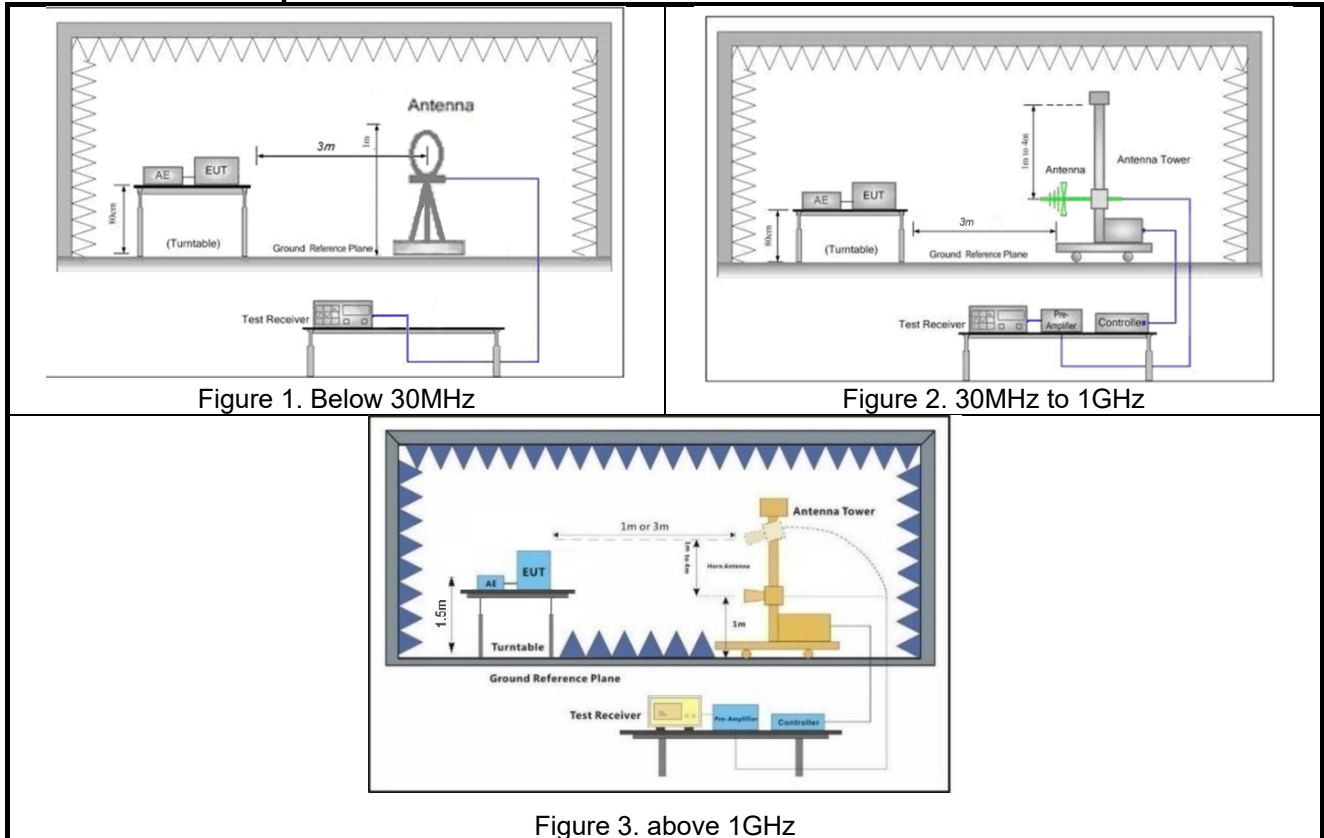 Antenna
1m
3m
AE
EUT
80cm
(Turntable)
Ground Reference Plane
Test Receiver
Figure 1. Below 30MHz
1m to 4m
Antenna Tower
Antenna
AE
EUT
3m
80cm
(Turntable)
Ground Reference Plane
Test Receiver
Pre-
Amplifier
Controller
Figure 2. 30MHz to 1GHz
Antenna Tower
1m or 3m
1m to 4m
Horn Antenna
EUT
AE
1.5m
1m
Turntable
Ground Reference Plane
Test Receiver
Pre-Amplifier
Controller
Figure 3. above 1GHz